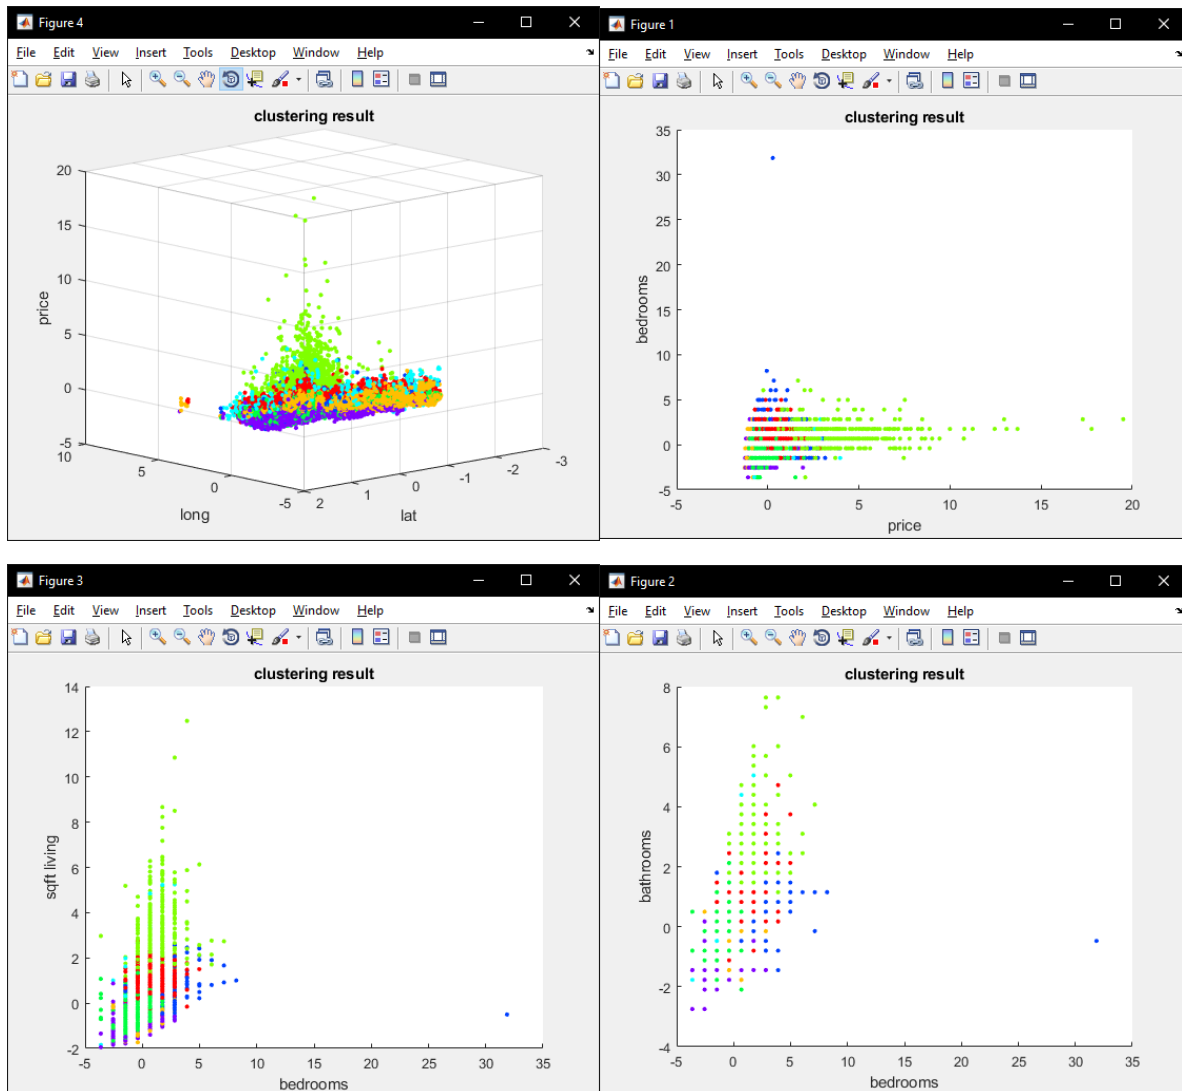 Figure 4
File Edit View Insert Tools Desktop Window Help
clustering result
20
15
10
5
0
-5
price
10
5
0
-5
long
2
1
0
-1
-2
-3
lat
Figure 1
File Edit View Insert Tools Desktop Window Help
clustering result
35
30
25
20
15
10
5
0
-5
bedrooms
-5 0 5 10 15 20
price
Figure 3
File Edit View Insert Tools Desktop Window Help
clustering result
14
12
10
8
6
4
2
0
-2
sqft living
-5 0 5 10 15 20 25 30 35
bedrooms
Figure 2
File Edit View Insert Tools Desktop Window Help
clustering result
8
6
4
2
0
-2
-4
bathrooms
-5 0 5 10 15 20 25 30 35
bedrooms